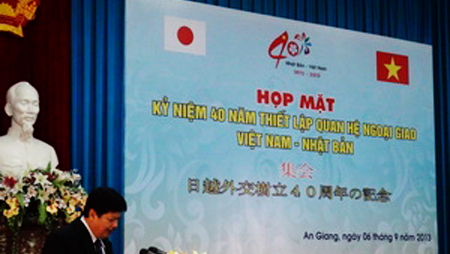 Nhật Bản - Việt Nam
1973 - 2013
HỌP MẶT
KỶ NIỆM 40 NĂM THIẾT LẬP QUAN HỆ NGOẠI GIAO
VIỆT NAM - NHẬT BẢN
集会
日越外交樹立40周年の記念
An Giang, ngày 06 tháng 9 năm 2013